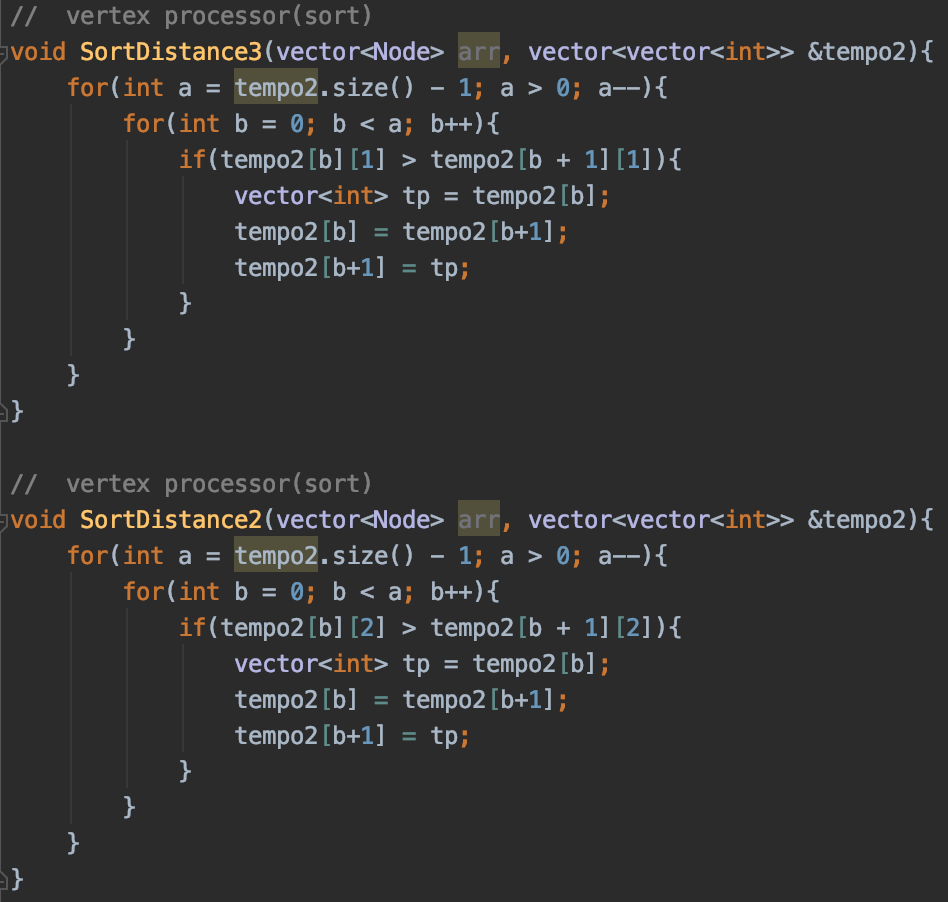 //  vertex processor(sort)
void SortDistance3(vector<Node> arr, vector<vector<int>> &tempo2){
    for(int a = tempo2.size() - 1; a > 0; a--){
        for(int b = 0; b < a; b++){
            if(tempo2[b][1] > tempo2[b + 1][1]){
                vector<int> tp = tempo2[b];
                tempo2[b] = tempo2[b+1];
                tempo2[b+1] = tp;
            }
        }
    }
}

//  vertex processor(sort)
void SortDistance2(vector<Node> arr, vector<vector<int>> &tempo2){
    for(int a = tempo2.size() - 1; a > 0; a--){
        for(int b = 0; b < a; b++){
            if(tempo2[b][2] > tempo2[b + 1][2]){
                vector<int> tp = tempo2[b];
                tempo2[b] = tempo2[b+1];
                tempo2[b+1] = tp;
            }
        }
    }
}